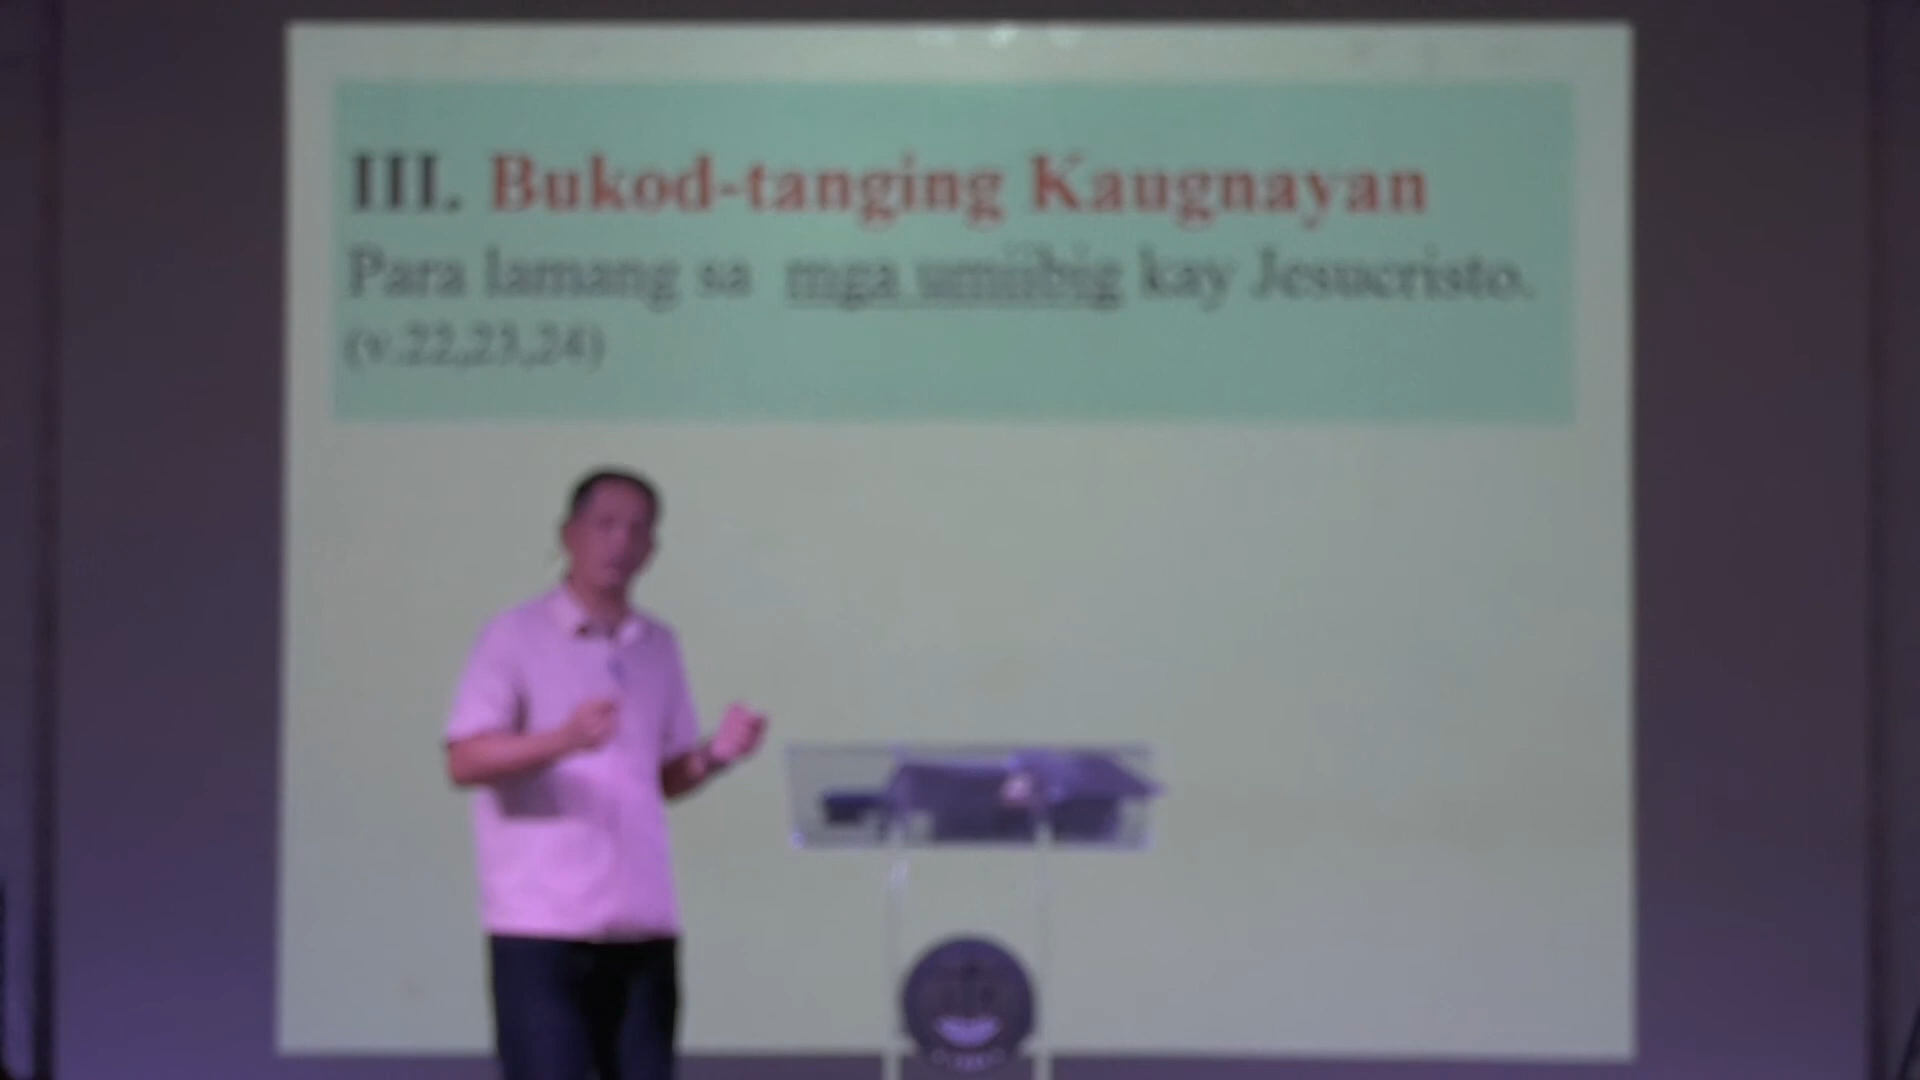 III. Bukod-tanging Kaugnayan
Para lamang sa mga umiibig kay Jesucristo.
(v.22,23,24)